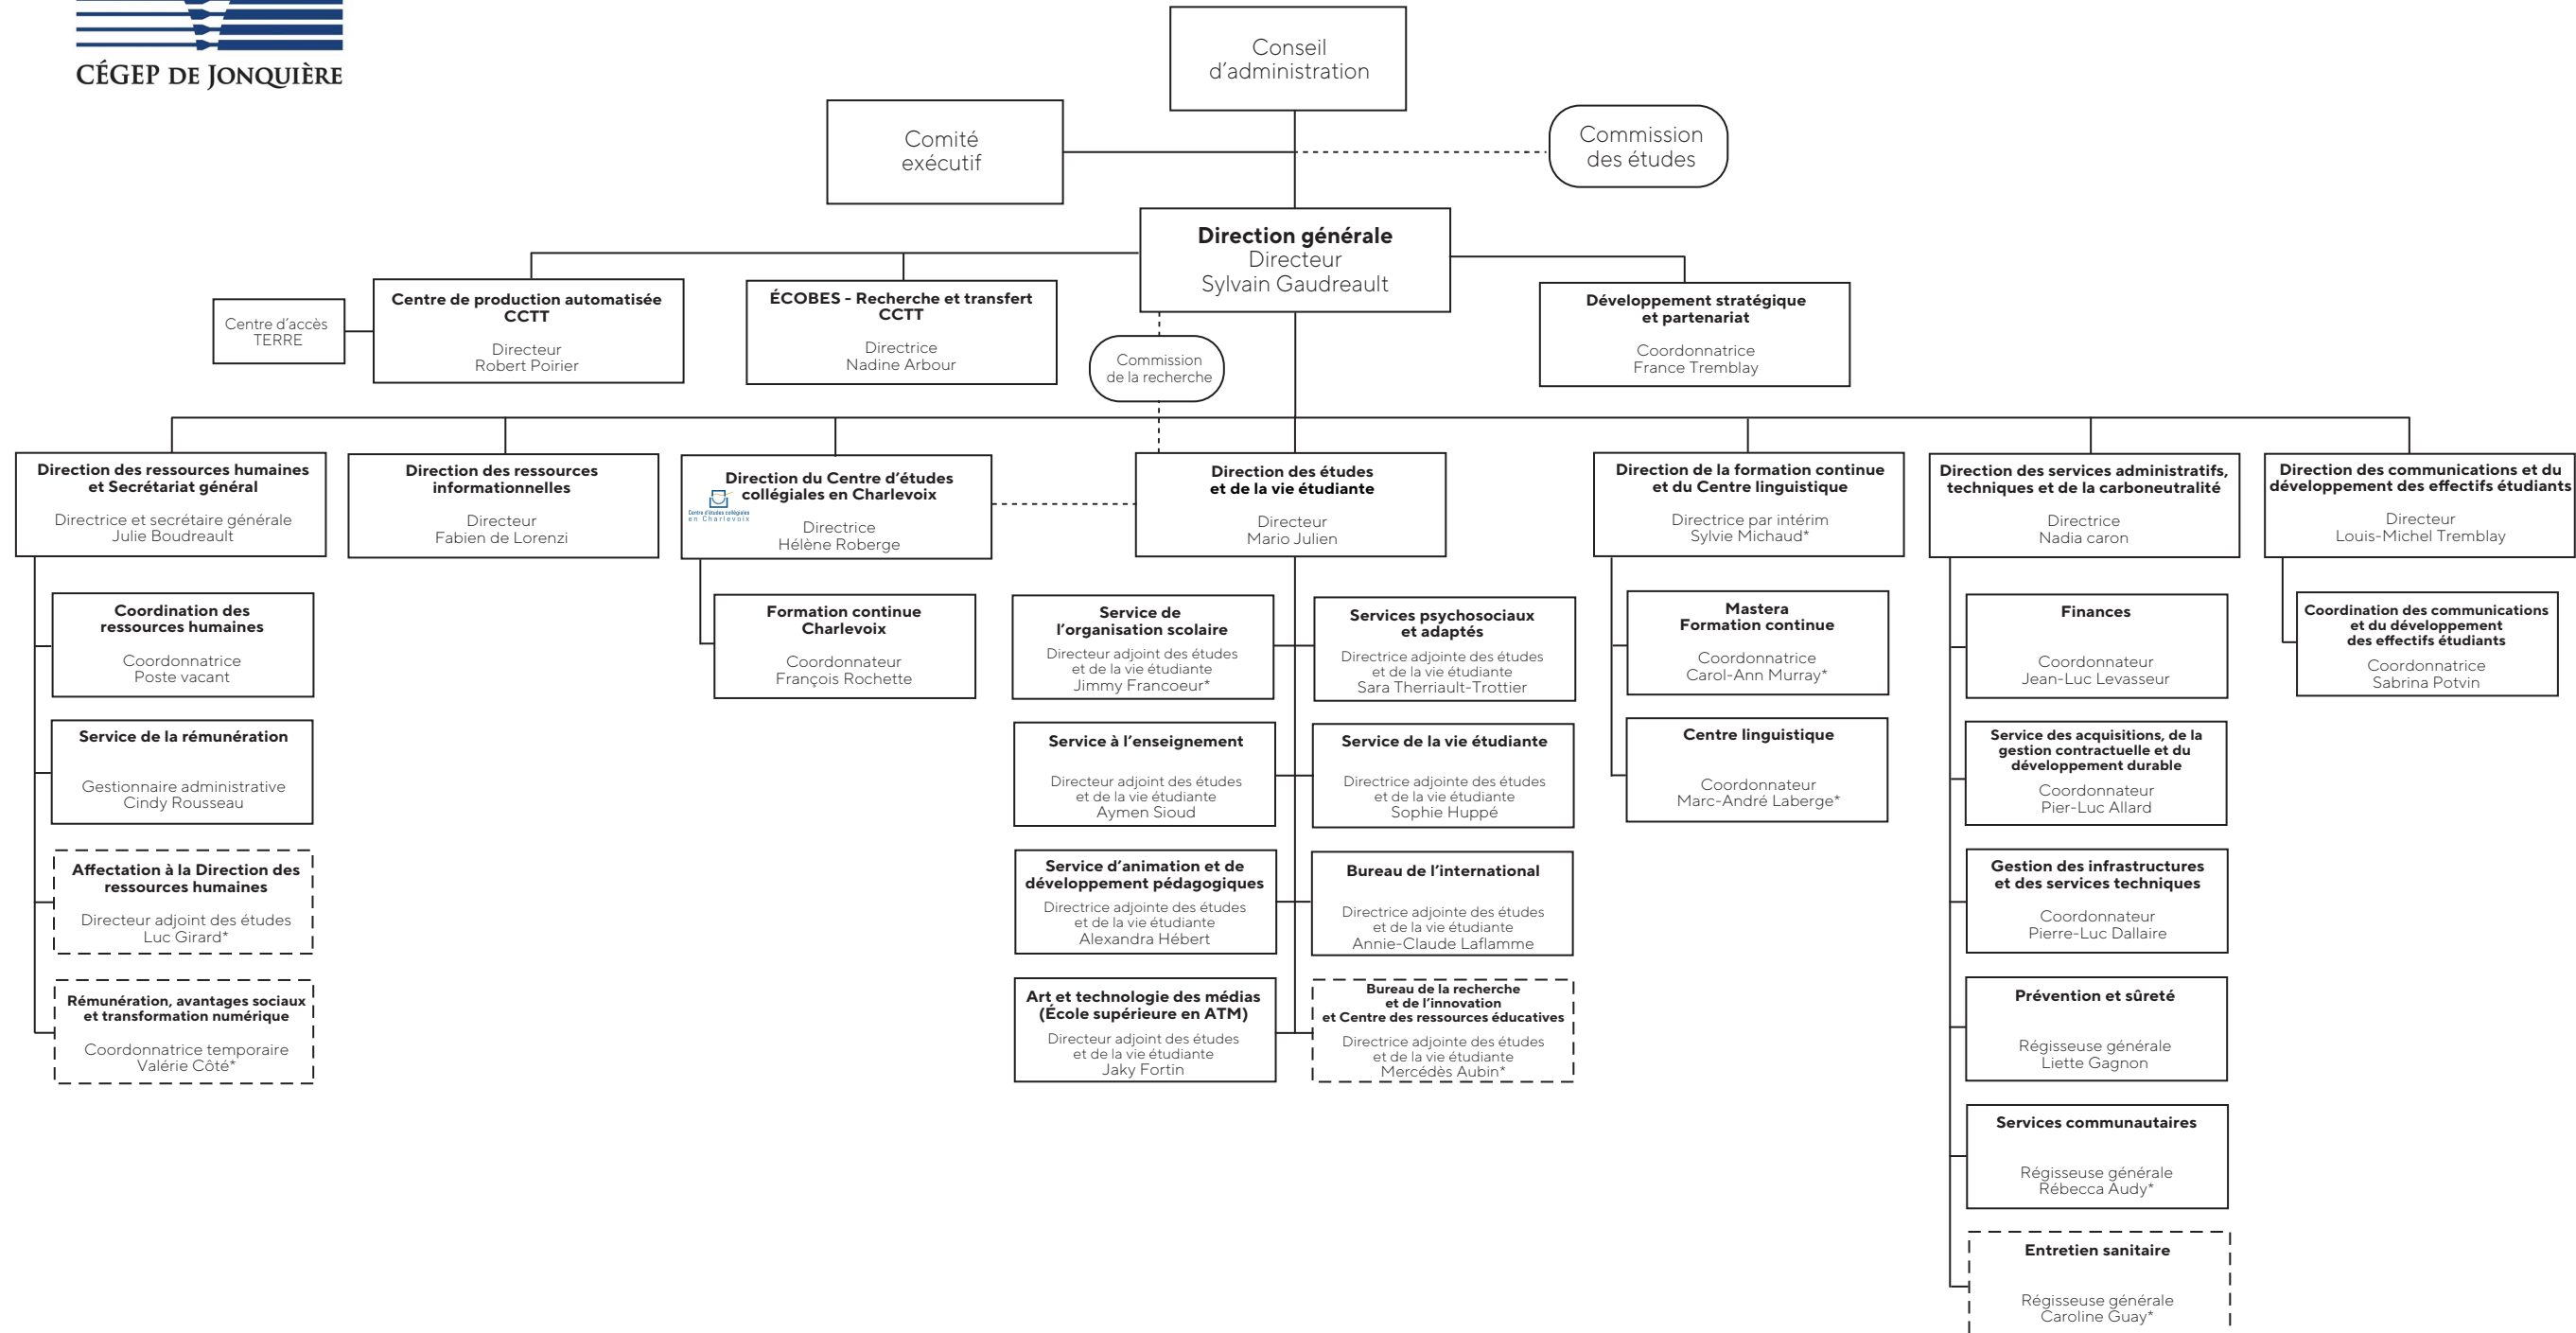 CÉGEP DE JONQUIÈRE
Conseil
d'administration
Comité
exécutif
Commission
des études
Direction générale
Directeur
Sylvain Gaudreault
Centre d'accès
TERRE
Centre de production automatisée
CCTT
Directeur
Robert Poirier
ÉCOBES - Recherche et transfert
CCTT
Directrice
Nadine Arbour
Commission
de la recherche
Développement stratégique
et partenariat
Coordonnatrice
France Tremblay
Direction des ressources humaines
et Secrétariat général
Directrice et secrétaire générale
Julie Boudreault
Direction des ressources
informationnelles
Directeur
Fabien de Lorenzi
Direction du Centre d'études
collégiales en Charlevoix
Centre d'études collégiales
en Charlevoix
Directrice
Hélène Roberge
Direction des études
et de la vie étudiante
Directeur
Mario Julien
Direction de la formation continue
et du Centre linguistique
Directrice par intérim
Sylvie Michaud*
Direction des services administratifs,
techniques et de la carboneutralité
Directrice
Nadia caron
Direction des communications et du
développement des effectifs étudiants
Directeur
Louis-Michel Tremblay
Coordination des
ressources humaines
Coordonnatrice
Poste vacant
Service de la rémunération
Gestionnaire administrative
Cindy Rousseau
Affectation à la Direction des
ressources humaines
Directeur adjoint des études
Luc Girard*
Rémunération, avantages sociaux
et transformation numérique
Coordonnatrice temporaire
Valérie Côté*
Formation continue
Charlevoix
Coordonnateur
François Rochette
Service de
l'organisation scolaire
Directeur adjoint des études
et de la vie étudiante
Jimmy Francoeur*
Services psychosociaux
et adaptés
Directrice adjointe des études
et de la vie étudiante
Sara Therriault-Trottier
Service à l'enseignement
Directeur adjoint des études
et de la vie étudiante
Aymen Sioud
Service de la vie étudiante
Directrice adjointe des études
et de la vie étudiante
Sophie Huppé
Service d'animation et de
développement pédagogiques
Directrice adjointe des études
et de la vie étudiante
Alexandra Hébert
Bureau de l'international
Directrice adjointe des études
et de la vie étudiante
Annie-Claude Laflamme
Art et technologie des médias
(École supérieure en ATM)
Directeur adjoint des études
et de la vie étudiante
Jaky Fortin
Bureau de la recherche
et de l'innovation
et Centre des ressources éducatives
Directrice adjointe des études
et de la vie étudiante
Mercédès Aubin*
Mastera
Formation continue
Coordonnatrice
Carol-Ann Murray*
Centre linguistique
Coordonnateur
Marc-André Laberge*
Finances
Coordonnateur
Jean-Luc Levasseur
Service des acquisitions, de la
gestion contractuelle et du
développement durable
Coordonnateur
Pier-Luc Allard
Gestion des infrastructures
et des services techniques
Coordonnateur
Pierre-Luc Dallaire
Prévention et sûreté
Régisseuse générale
Liette Gagnon
Services communautaires
Régisseuse générale
Rébecca Audy*
Entretien sanitaire
Régisseuse générale
Caroline Guay*
Coordination des communications
et du développement
des effectifs étudiants
Coordonnatrice
Sabrina Potvin